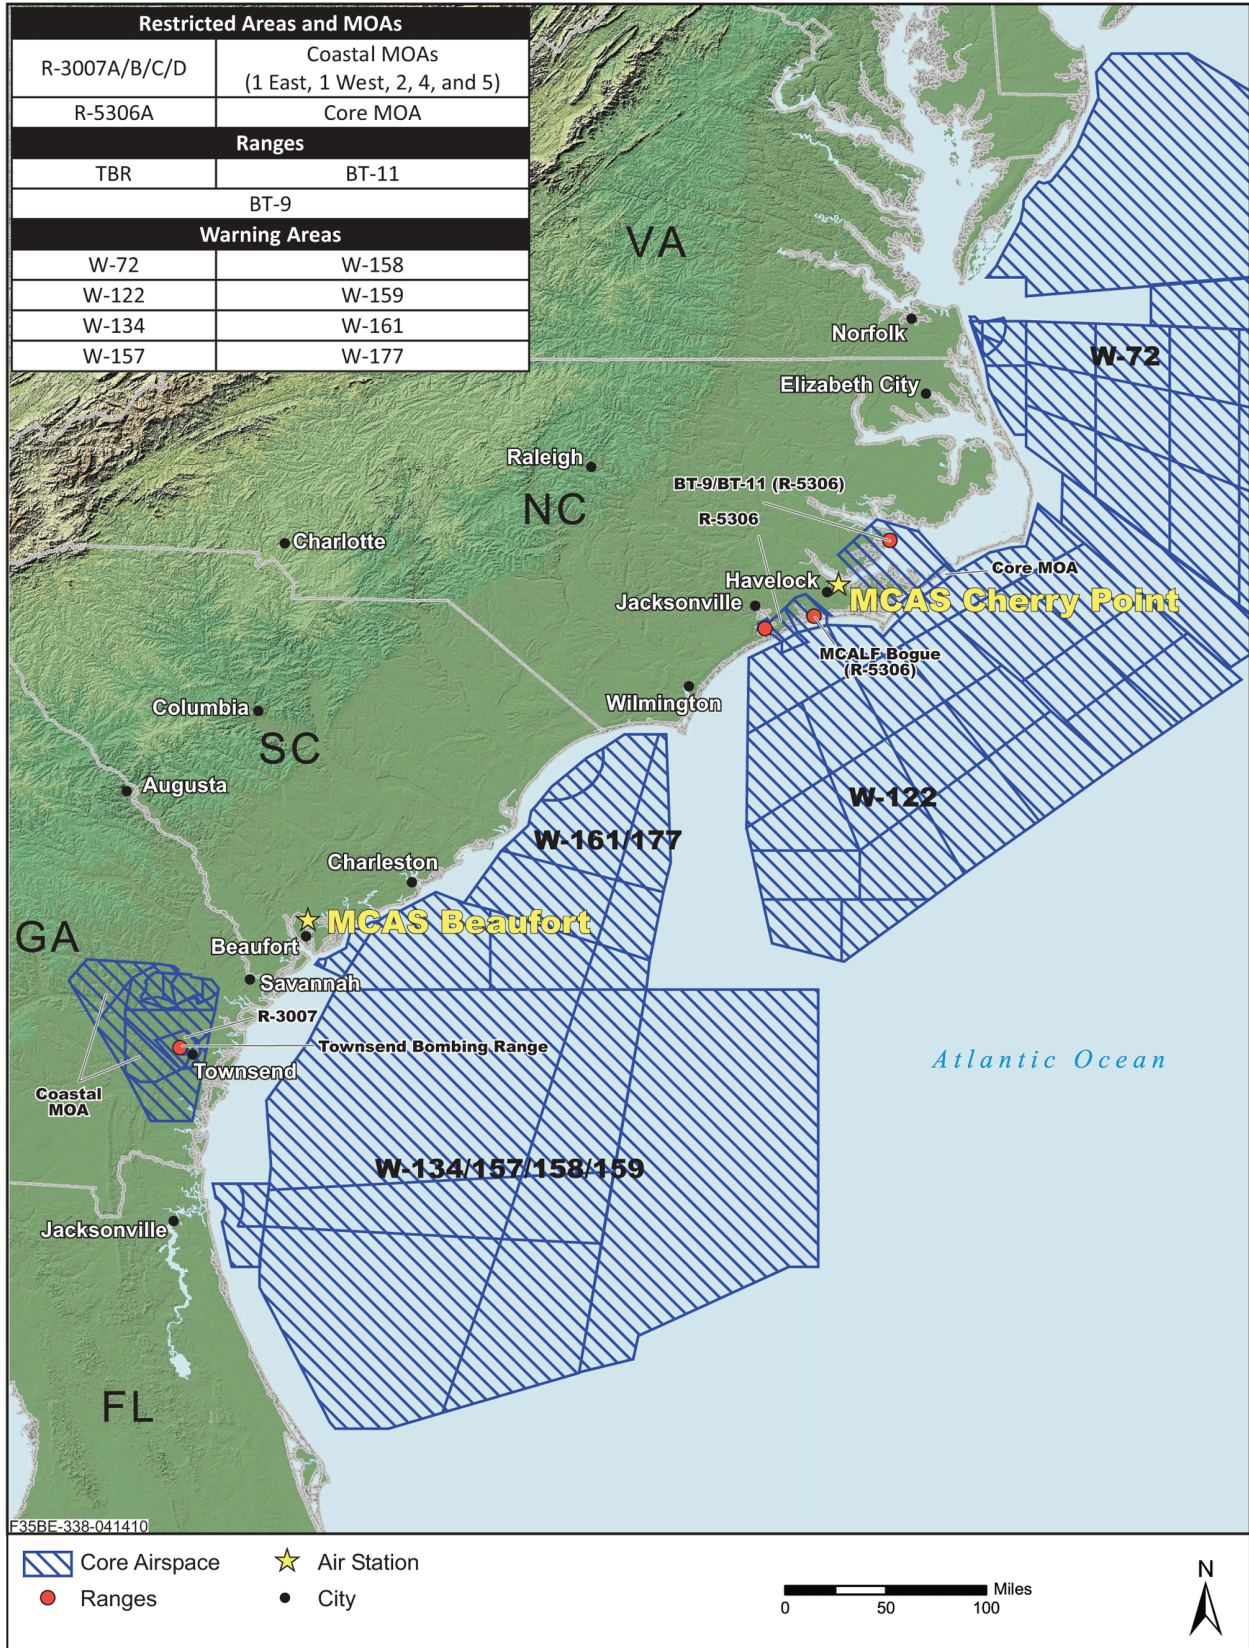 Restricted Areas and MOAs
R-3007A/B/C/D
Coastal MOAs
(1 East, 1 West, 2, 4, and 5)
R-5306A
Core MOA
Ranges
TBR
BT-11
BT-9
Warning Areas
W-72
W-158
W-122
W-159
W-134
W-161
W-157
W-177
VA
Norfolk
W-72
Elizabeth City
Raleigh
BT-9/BT-11 (R-5306)
NC
R-5306
Charlotte
Core MOA
Havelock
MCAS Cherry Point
Jacksonville
MCALF Bogue
(R-5306)
Wilmington
Columbia
SC
Augusta
W-122
W-161/177
Charleston
MCAS Beaufort
GA
Beaufort
Savannah
R-3007
Townsend Bombing Range
Atlantic Ocean
Townsend
Coastal
MOA
W-134/157/158/159
Jacksonville
FL
F35BE-338-041410
Core Airspace
Air Station
Ranges
City
Miles
0
50
100
N